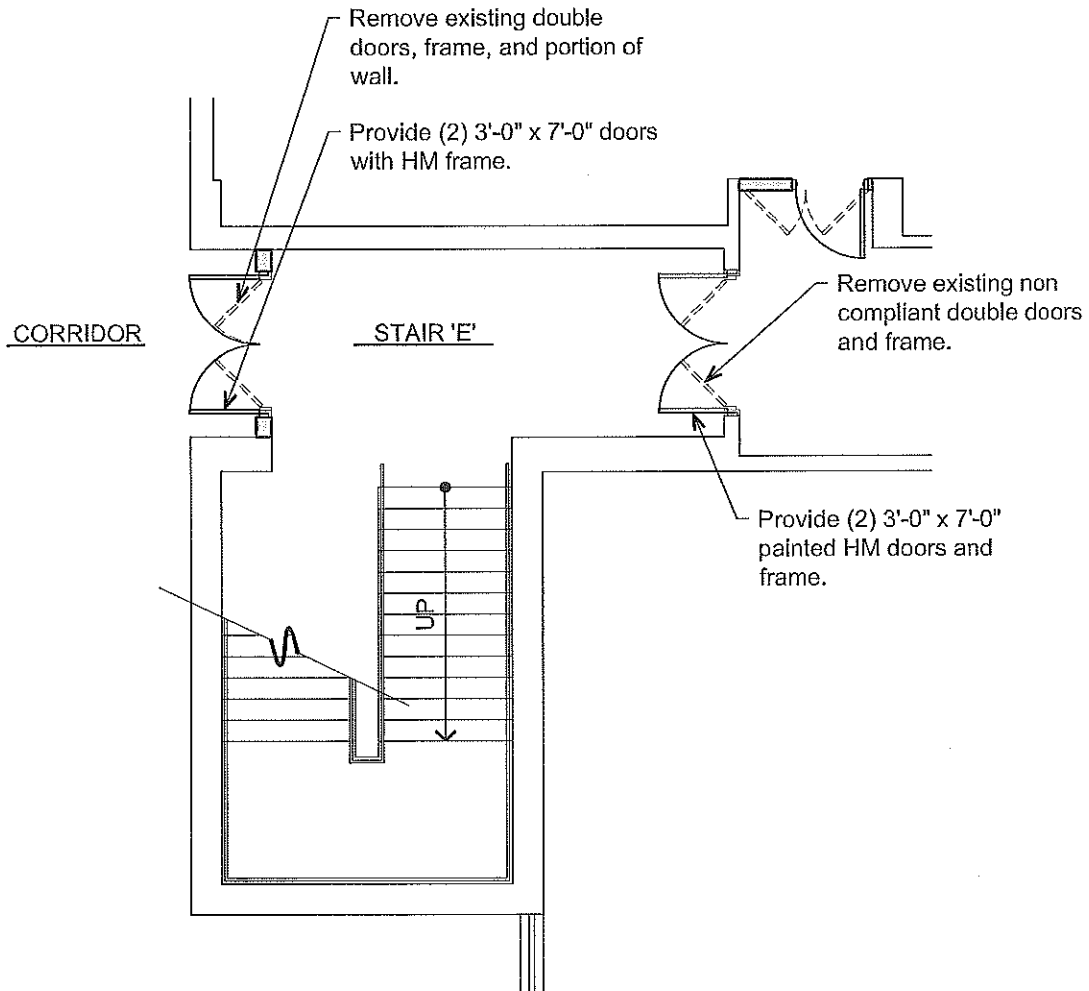 Remove existing double
doors, frame, and portion of
wall.
Provide (2) 3'-0" x 7'-0" doors
with HM frame.
CORRIDOR
STAIR 'E'
Remove existing non
compliant double doors
and frame.
Provide (2) 3'-0" x 7'-0"
painted HM doors and
frame.
UP